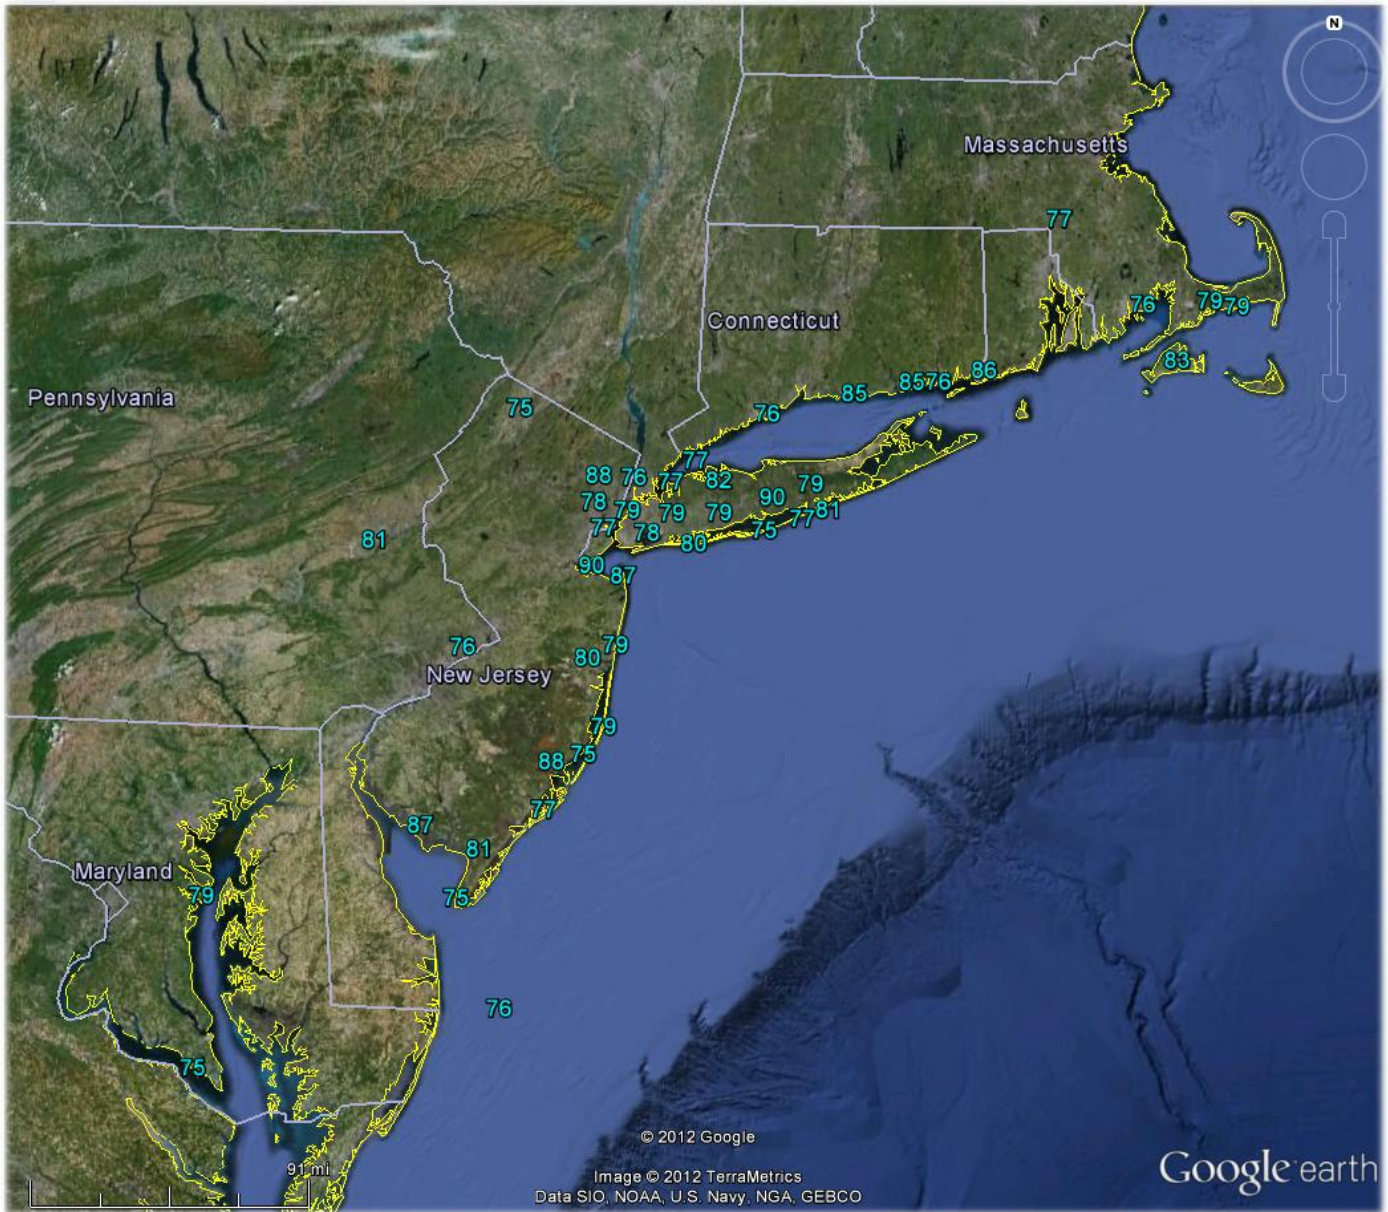 N
Massachusetts
77
76 79 79
Connecticut
83
86
85 76
85
Pennsylvania
75
76
77
88 76 77 82 79
90
78 79 79 79 81
77
77 78 75
81
80
90 87
79
76 80
New Jersey
79
75
88
77
87
81
Maryland
79
75
76
75
© 2012 Google
91 mi
Image © 2012 TerraMetrics
Data SIO, NOAA, U.S. Navy, NGA, GEBCO
Google earth